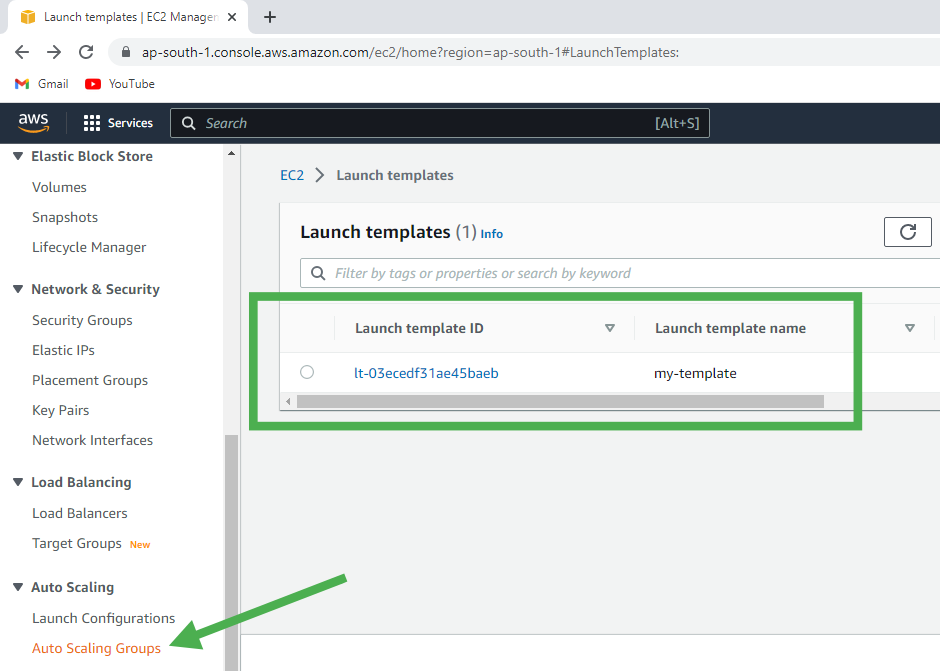 Launch templates | EC2 Manager
ap-south-1.console.aws.amazon.com/ec2/home?region=ap-south-1#LaunchTemplates:
Gmail
YouTube
aws
Services
Search
[Alt+S]
Elastic Block Store
Volumes
Snapshots
Lifecycle Manager
Network & Security
Security Groups
Elastic IPs
Placement Groups
Key Pairs
Network Interfaces
Load Balancing
Load Balancers
Target Groups New
Auto Scaling
Launch Configurations
Auto Scaling Groups
EC2 > Launch templates
Launch templates (1) Info
Filter by tags or properties or search by keyword
Launch template ID
Launch template name
lt-03ecedf31ae45baeb
my-template